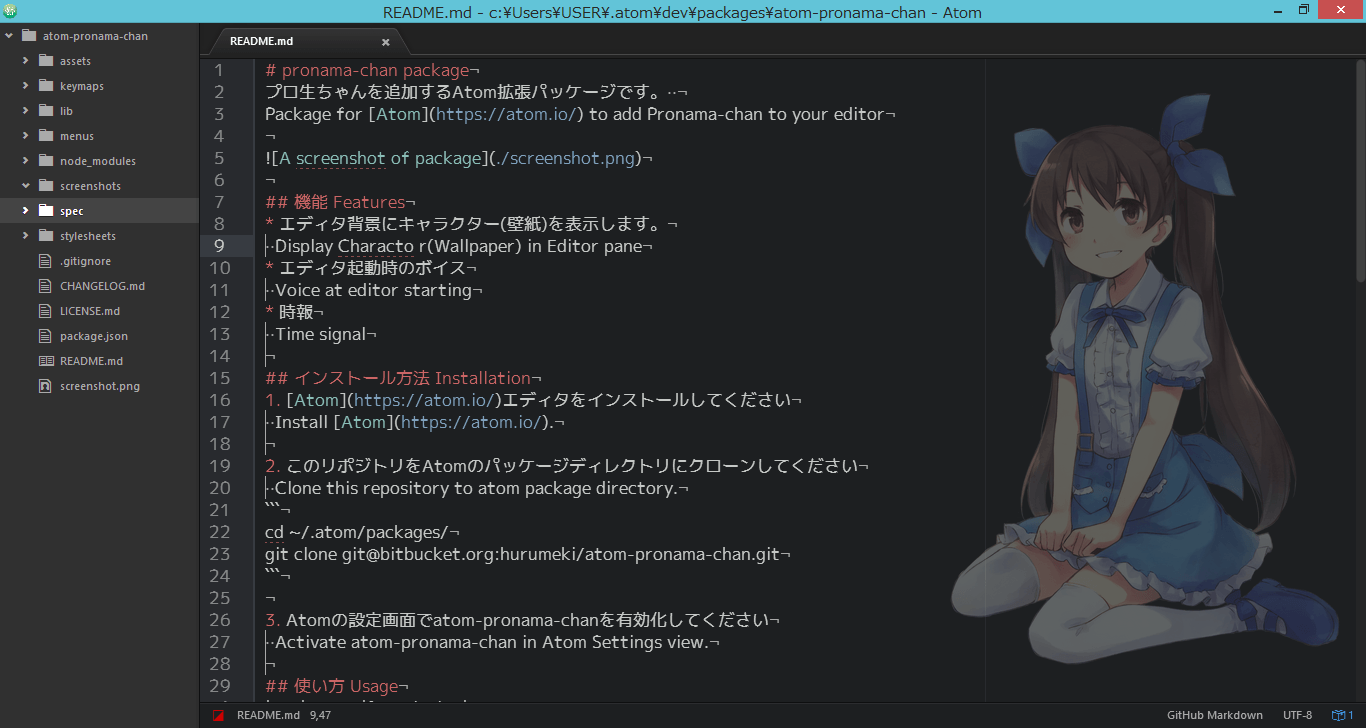 README.md - c:¥Users¥USER¥.atom¥dev¥packages¥atom-pronama-chan - Atom
atom-pronama-chan
assets
keymaps
lib
menus
node_modules
screenshots
spec
stylesheets
.gitignore
CHANGELOG.md
LICENSE.md
package.json
README.md
screenshot.png
README.md
1 # pronama-chan package¬
2 プロ生ちゃんを追加するAtom拡張パッケージです。··¬
3 Package for [Atom](https://atom.io/) to add Pronama-chan to your editor¬
4 ¬
5 ![A screenshot of package](./screenshot.png)¬
6 ¬
7 ## 機能 Features¬
8 * エディタ背景にキャラクター(壁紙)を表示します。¬
9 ··Display Characto r(Wallpaper) in Editor pane¬
10 * エディタ起動時のボイス¬
11 ··Voice at editor starting¬
12 * 時報¬
13 ··Time signal¬
14 ¬
15 ## インストール方法 Installation¬
16 1. [Atom](https://atom.io/)エディタをインストールしてください¬
17 ··Install [Atom](https://atom.io/).¬
18 ¬
19 2. このリポジトリをAtomのパッケージディレクトリにクローンしてください¬
20 ··Clone this repository to atom package directory.¬
21 ```¬
22 cd ~/.atom/packages/¬
23 git clone git@bitbucket.org:hurumeki/atom-pronama-chan.git¬
24 ```¬
25 ¬
26 3. Atomの設定画面でatom-pronama-chanを有効化してください¬
27 ··Activate atom-pronama-chan in Atom Settings view.¬
28 ¬
29 ## 使い方 Usage¬
README.md 9,47 GitHub Markdown UTF-8 1